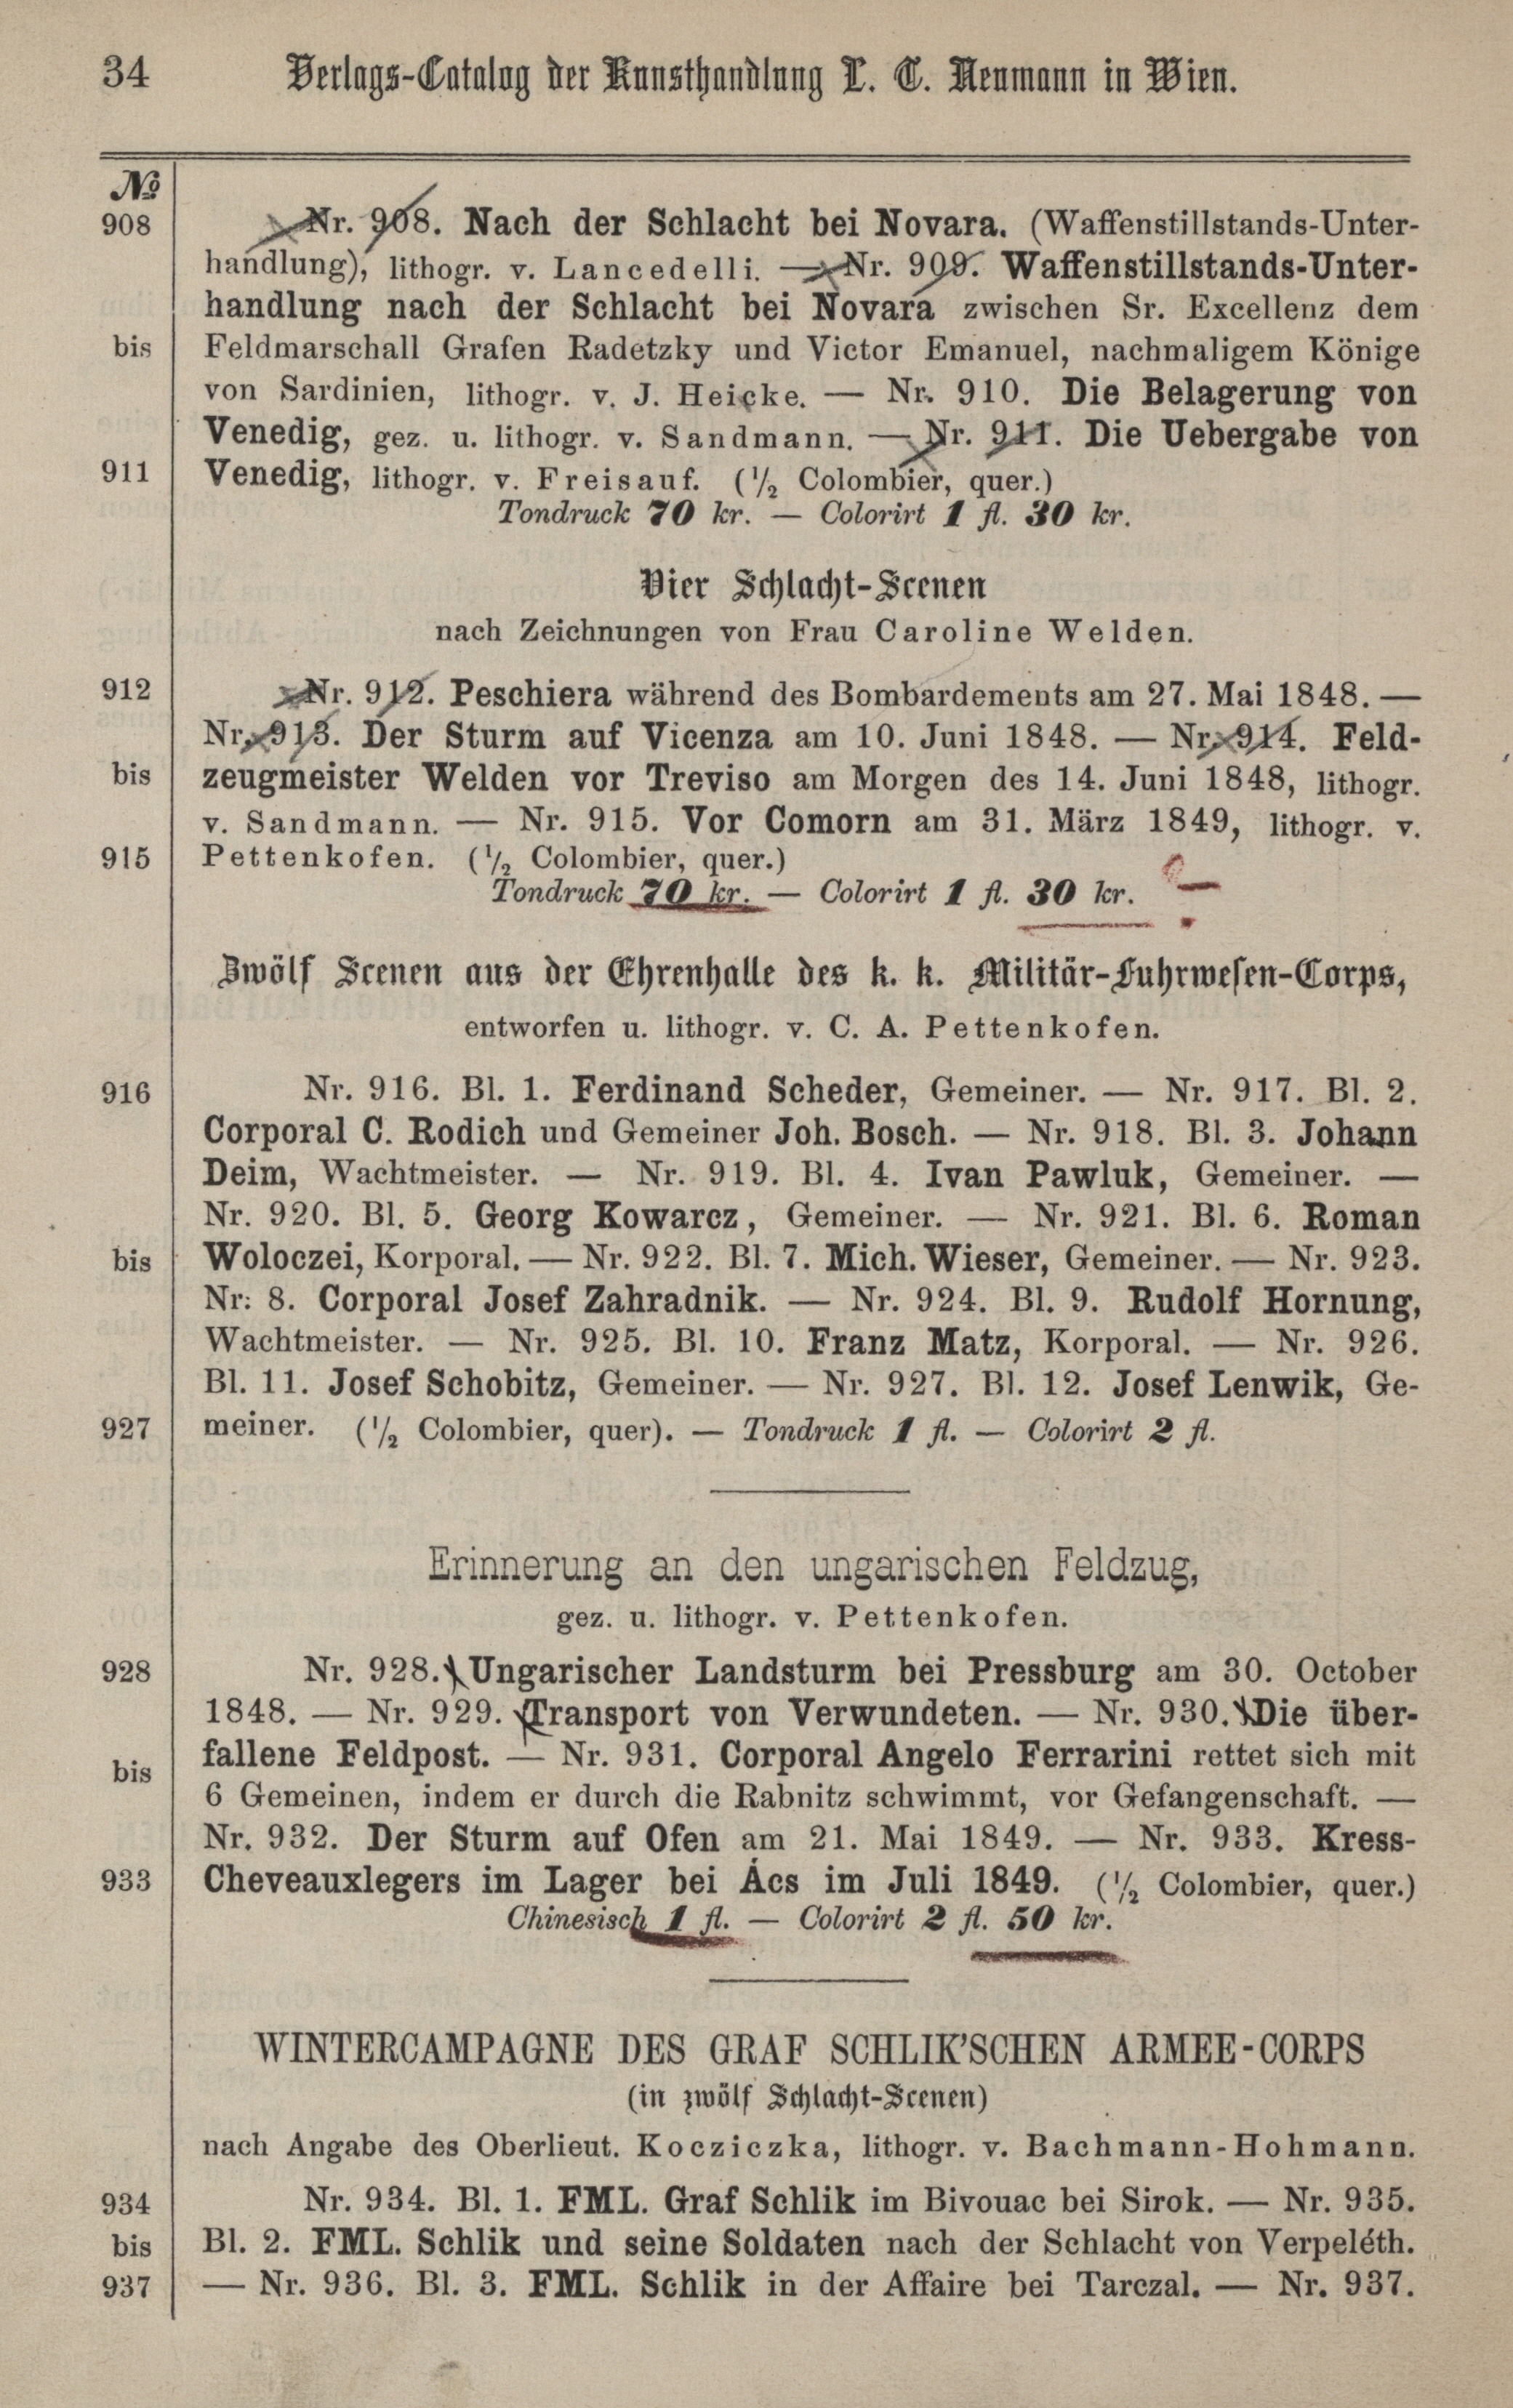 34 Verlags-Catalog der Kunsthandlung L. T. Neumann in Wien.
No
908 Nr. 908. Nach der Schlacht bei Novara. (Waffenstillstands-Unter-
handlung), lithogr. v. Lancedelli. — Nr. 909. Waffenstillstands-Unter-
handlung nach der Schlacht bei Novara zwischen Sr. Excellenz dem
bis Feldmarschall Grafen Radetzky und Victor Emanuel, nachmaligem Könige
von Sardinien, lithogr. v. J. Heicke. — Nr. 910. Die Belagerung von
Venedig, gez. u. lithogr. v. Sandmann. — Nr. 911. Die Uebergabe von
911 Venedig, lithogr. v. Freisauf. (1/2 Colombier, quer.)
Tondruck 70 kr. — Colorirt 1 fl. 30 kr.
Vier Schlacht-Scenen
nach Zeichnungen von Frau Caroline Welden.
912 Nr. 912. Peschiera während des Bombardements am 27. Mai 1848. —
Nr. 913. Der Sturm auf Vicenza am 10. Juni 1848. — Nr. 914. Feld-
bis zeugmeister Welden vor Treviso am Morgen des 14. Juni 1848, lithogr.
v. Sandmann. — Nr. 915. Vor Comorn am 31. März 1849, lithogr. v.
915 Pettenkofen. (1/2 Colombier, quer.)
Tondruck 70 kr. — Colorirt 1 fl. 30 kr.
Zwölf Scenen aus der Ehrenhalle des k. k. Militär-Fuhrwesen-Corps,
entworfen u. lithogr. v. C. A. Pettenkofen.
916 Nr. 916. Bl. 1. Ferdinand Scheder, Gemeiner. — Nr. 917. Bl. 2.
Corporal C. Rodich und Gemeiner Joh. Bosch. — Nr. 918. Bl. 3. Johann
Deim, Wachtmeister. — Nr. 919. Bl. 4. Ivan Pawluk, Gemeiner. —
Nr. 920. Bl. 5. Georg Kowarcz, Gemeiner. — Nr. 921. Bl. 6. Roman
bis Woloczei, Korporal. — Nr. 922. Bl. 7. Mich. Wieser, Gemeiner. — Nr. 923.
Nr: 8. Corporal Josef Zahradnik. — Nr. 924. Bl. 9. Rudolf Hornung,
Wachtmeister. — Nr. 925. Bl. 10. Franz Matz, Korporal. — Nr. 926.
Bl. 11. Josef Schobitz, Gemeiner. — Nr. 927. Bl. 12. Josef Lenwik, Ge-
927 meiner. (1/2 Colombier, quer). — Tondruck 1 fl. — Colorirt 2 fl.
Erinnerung an den ungarischen Feldzug,
gez. u. lithogr. v. Pettenkofen.
928 Nr. 928. Ungarischer Landsturm bei Pressburg am 30. October
1848. — Nr. 929. Transport von Verwundeten. — Nr. 930. Die über-
bis fallene Feldpost. — Nr. 931. Corporal Angelo Ferrarini rettet sich mit
6 Gemeinen, indem er durch die Rabnitz schwimmt, vor Gefangenschaft. —
Nr. 932. Der Sturm auf Ofen am 21. Mai 1849. — Nr. 933. Kress-
933 Cheveauxlegers im Lager bei Ács im Juli 1849. (1/2 Colombier, quer.)
Chinesisch 1 fl. — Colorirt 2 fl. 50 kr.
WINTERCAMPAGNE DES GRAF SCHLIK'SCHEN ARMEE-CORPS
(in zwölf Schlacht-Scenen)
nach Angabe des Oberlieut. Kocziczka, lithogr. v. Bachmann-Hohmann.
934 Nr. 934. Bl. 1. FML. Graf Schlik im Bivouac bei Sirok. — Nr. 935.
bis Bl. 2. FML. Schlik und seine Soldaten nach der Schlacht von Verpeléth.
937 — Nr. 936. Bl. 3. FML. Schlik in der Affaire bei Tarczal. — Nr. 937.